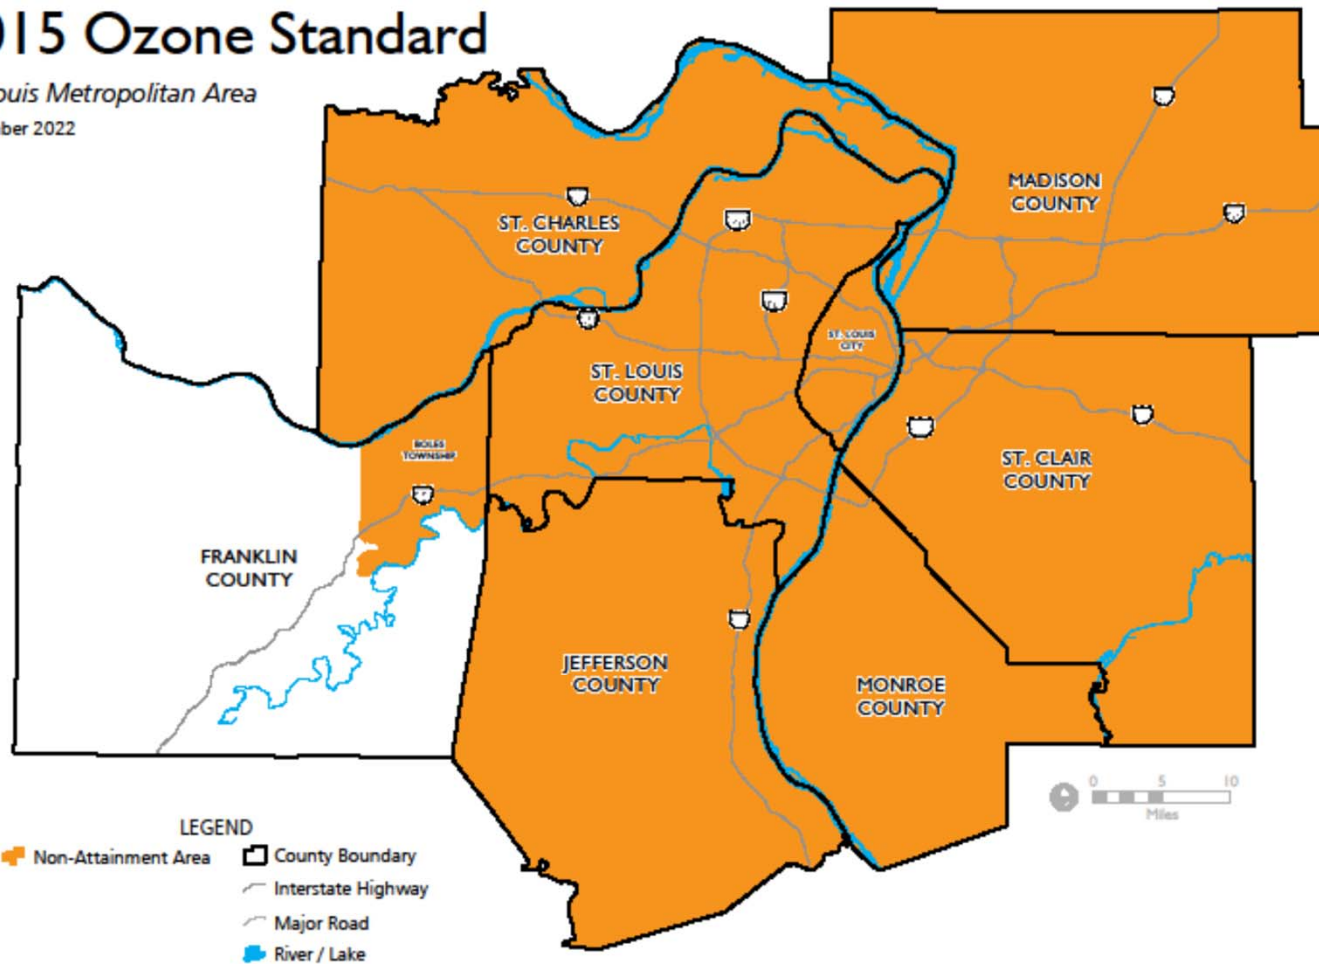 015 Ozone Standard
ouis Metropolitan Area
ber 2022
MADISON
COUNTY
ST. CHARLES
COUNTY
ST. LOUIS
CITY
ST. LOUIS
COUNTY
BOLES
TOWNSHIP
ST. CLAIR
COUNTY
FRANKLIN
COUNTY
JEFFERSON
COUNTY
MONROE
COUNTY
0 5 10
Miles
LEGEND
Non-Attainment Area
County Boundary
Interstate Highway
Major Road
River / Lake